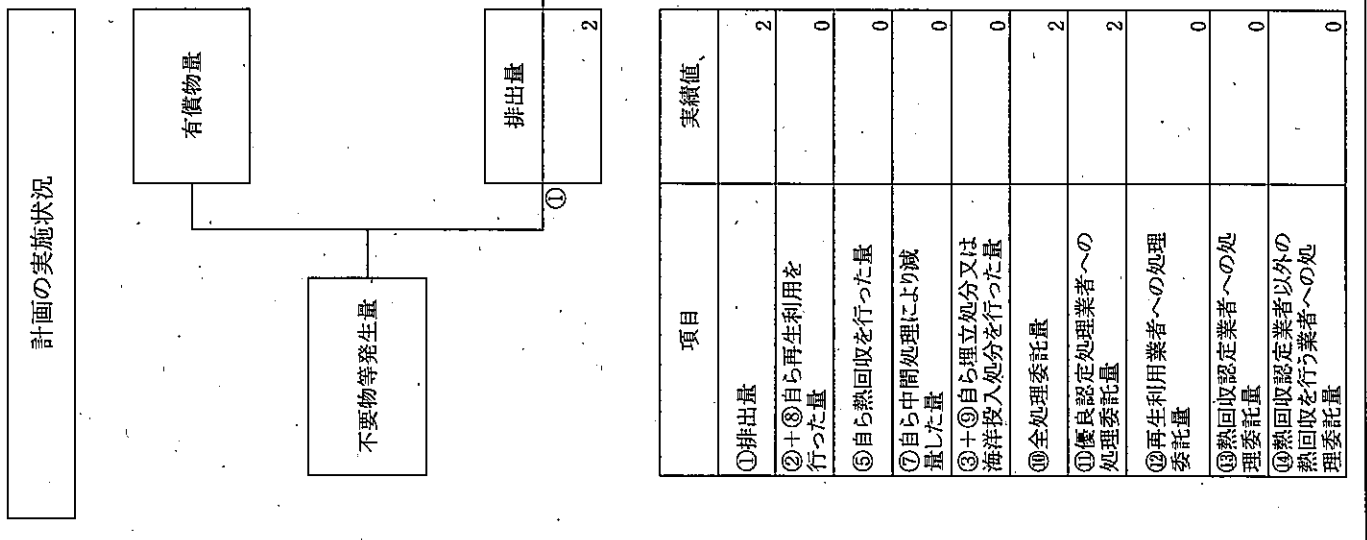 計画の実施状況
有償物量
不要物等発生量
①
排出量
2
項目
実績値
①排出量
2
②+⑧自ら再生利用を
行った量
0
⑤自ら熱回収を行った量
0
⑦自ら中間処理により減
量した量
0
③+⑨自ら埋立処分又は
海洋投入処分を行った量
0
⑩全処理委託量
2
⑪優良認定処理業者への
処理委託量
2
⑫再生利用業者への処理
委託量
0
⑬熱回収認定業者への処
理委託量
0
⑭熱回収認定業者以外の
熱回収を行う業者への処
理委託量
0